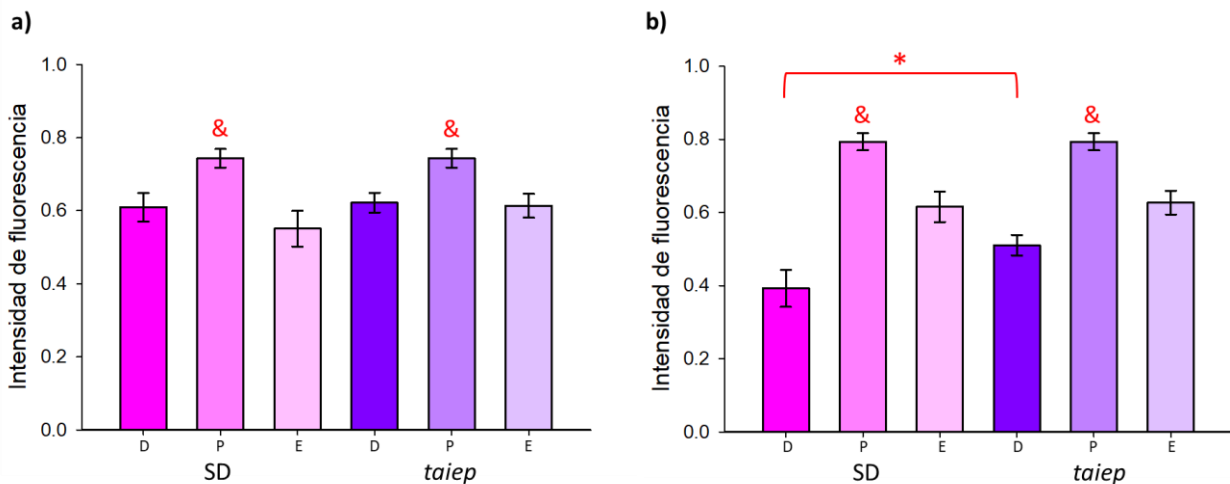 a)
Intensidad de fluorescencia
1.0
0.8
0.6
0.4
0.2
0.0
&
&
D P E D P E
SD taiep
b)
Intensidad de fluorescencia
1.0
0.8
0.6
0.4
0.2
0.0
*
&
&
D P E D P E
SD taiep